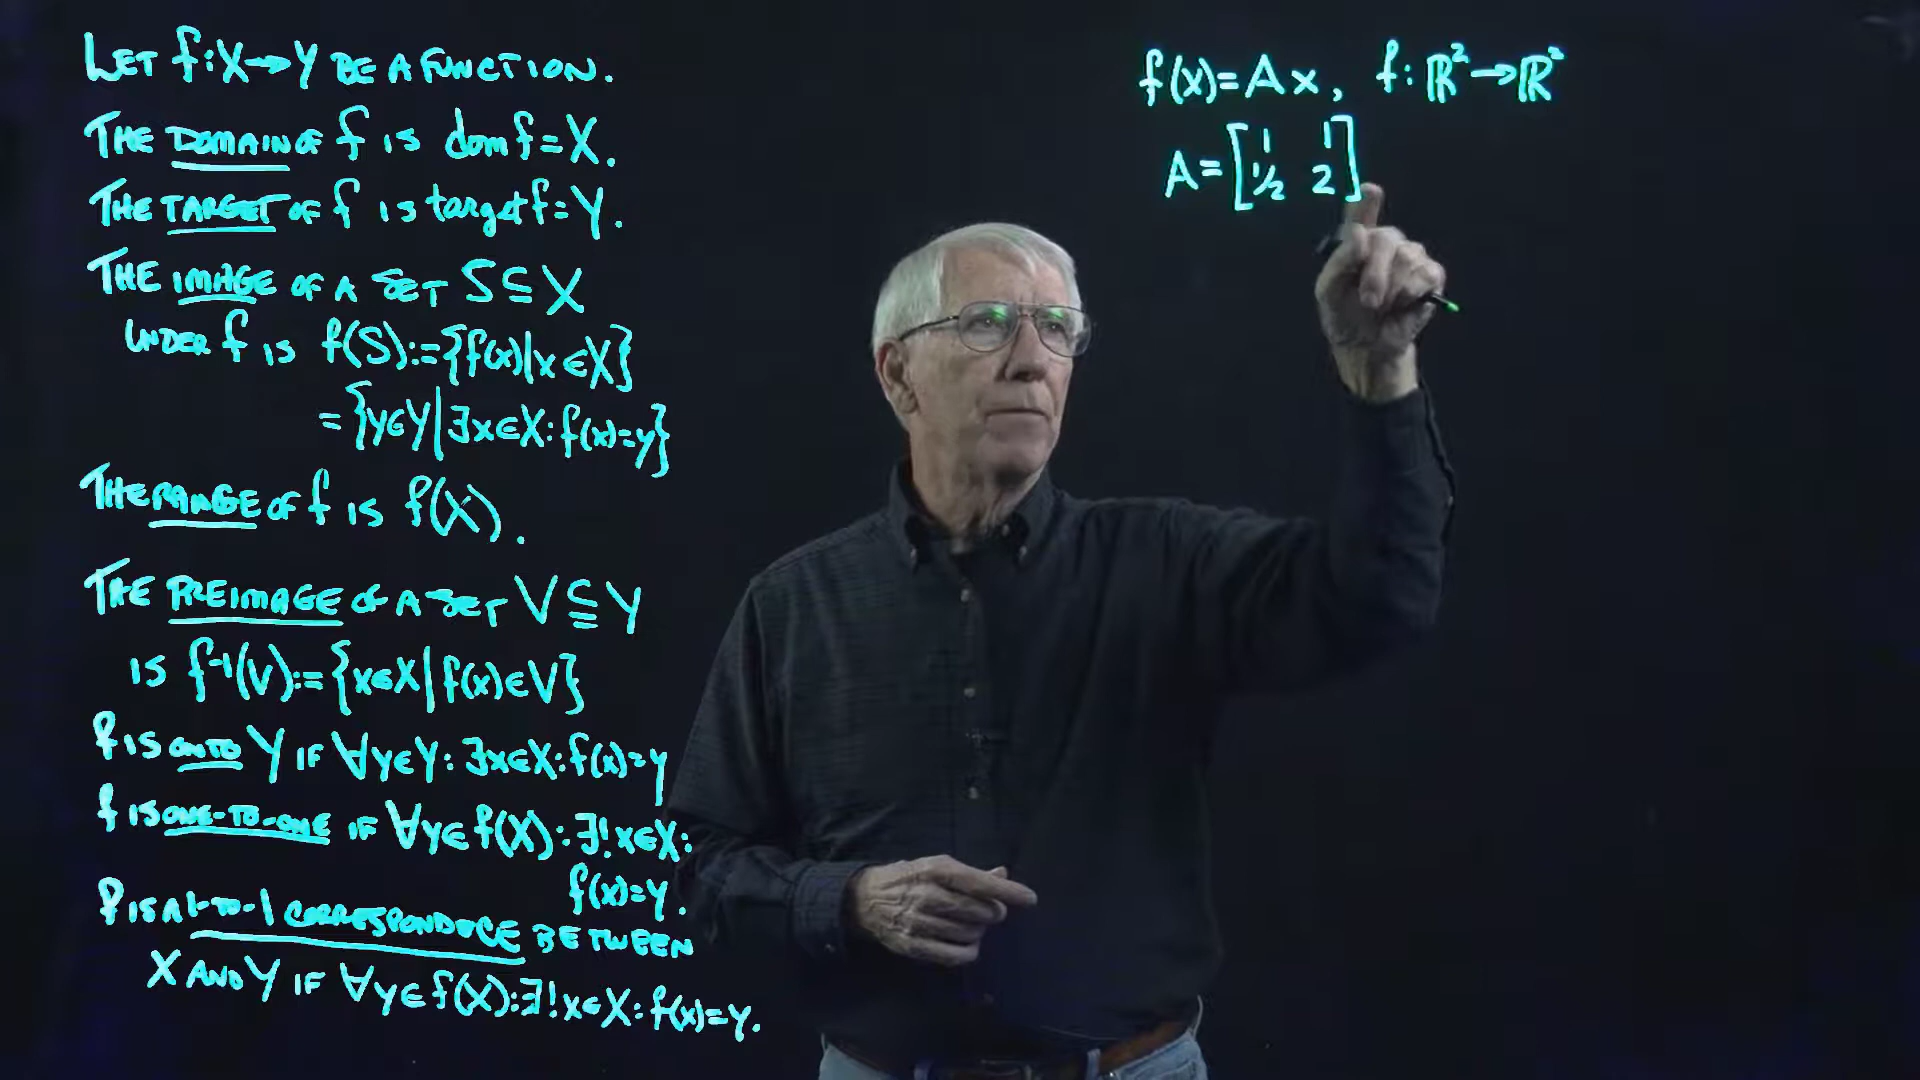 LET f:X→Y BE A FUNCTION.
THE DOMAIN OF f IS dom f=X.
THE TARGET OF f IS target f=Y.
THE IMAGE OF A SET S⊆X
UNDER f IS f(S):={f(x)|x∈X}
={y∈Y|∃x∈X:f(x)=y}
THE RANGE OF f IS f(X).
THE PREIMAGE OF A SET V⊆Y
IS f⁻¹(V):={x∈X|f(x)∈V}
f IS ONTO Y IF ∀y∈Y:∃x∈X:f(x)=y
f IS ONE-TO-ONE IF ∀y∈f(X):∃!x∈X:
f(x)=y.
f IS A 1-TO-1 CORRESPONDECE BETWEEN
X AND Y IF ∀y∈f(X):∃!x∈X:f(x)=y.
f(x)=Ax, f:ℝ²→ℝ²
A=[1 1
1/2 2]